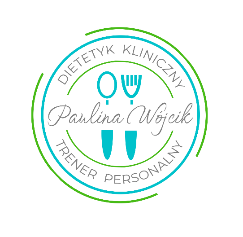 DIETETYK KLINICZNY
Paulina Wójcik
TRENER PERSONALNY